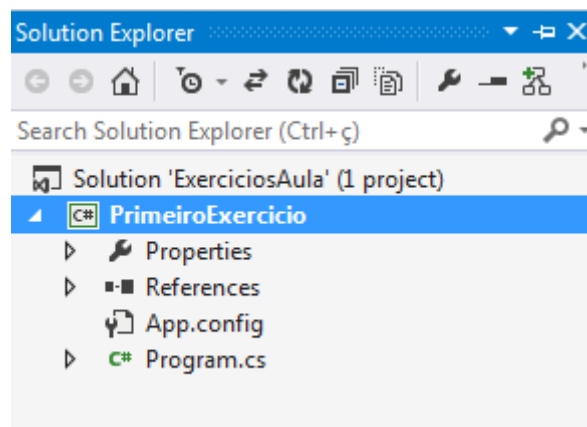 Solution Explorer
Search Solution Explorer (Ctrl+ç)
Solution 'ExerciciosAula' (1 project)
C# PrimeiroExercicio
Properties
References
App.config
C# Program.cs